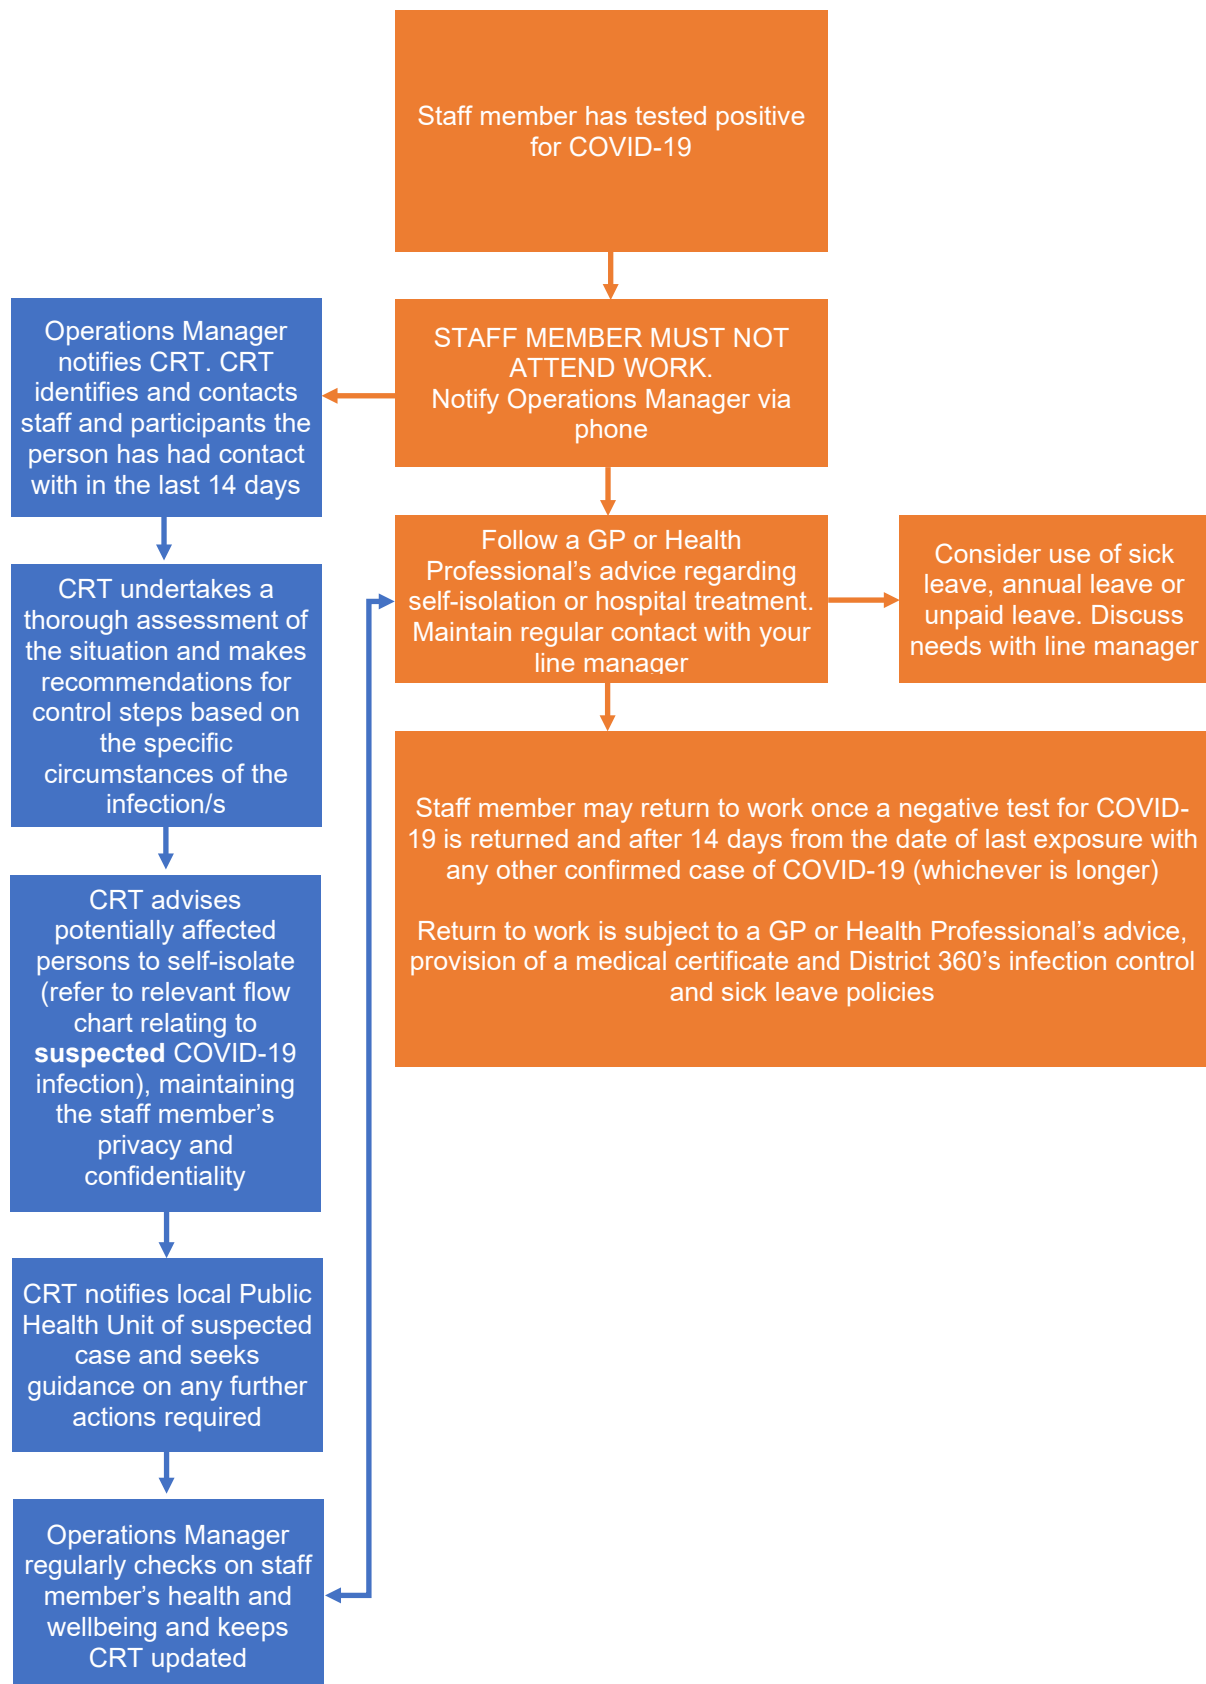 Staff member has tested positive
for COVID-19
STAFF MEMBER MUST NOT
ATTEND WORK.
Notify Operations Manager via
phone
Operations Manager
notifies CRT. CRT
identifies and contacts
staff and participants the
person has had contact
with in the last 14 days
Follow a GP or Health
Professional’s advice regarding
self-isolation or hospital treatment.
Maintain regular contact with your
line manager
Consider use of sick
leave, annual leave or
unpaid leave. Discuss
needs with line manager
CRT undertakes a
thorough assessment of
the situation and makes
recommendations for
control steps based on
the specific
circumstances of the
infection/s
Staff member may return to work once a negative test for COVID-
19 is returned and after 14 days from the date of last exposure with
any other confirmed case of COVID-19 (whichever is longer)
Return to work is subject to a GP or Health Professional’s advice,
provision of a medical certificate and District 360’s infection control
and sick leave policies
CRT advises
potentially affected
persons to self-isolate
(refer to relevant flow
chart relating to
suspected COVID-19
infection), maintaining
the staff member’s
privacy and
confidentiality
CRT notifies local Public
Health Unit of suspected
case and seeks
guidance on any further
actions required
Operations Manager
regularly checks on staff
member’s health and
wellbeing and keeps
CRT updated